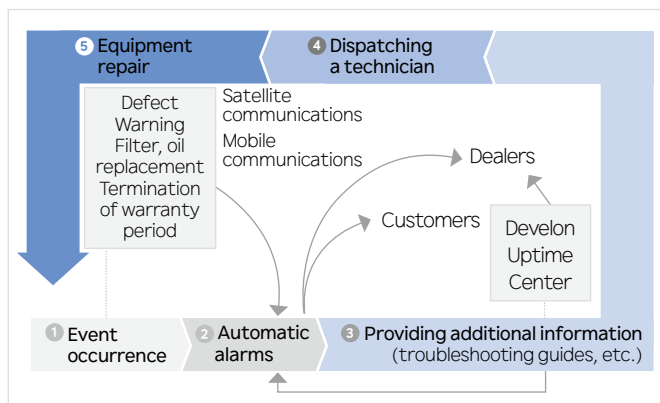 5 Equipment
repair
4 Dispatching
a technician
Defect
Warning
Filter, oil
replacement
Termination
of warranty
period
Satellite
communications
Mobile
communications
Dealers
Customers
Develon
Uptime
Center
1 Event
occurrence
2 Automatic
alarms
3 Providing additional information
(troubleshooting guides, etc.)